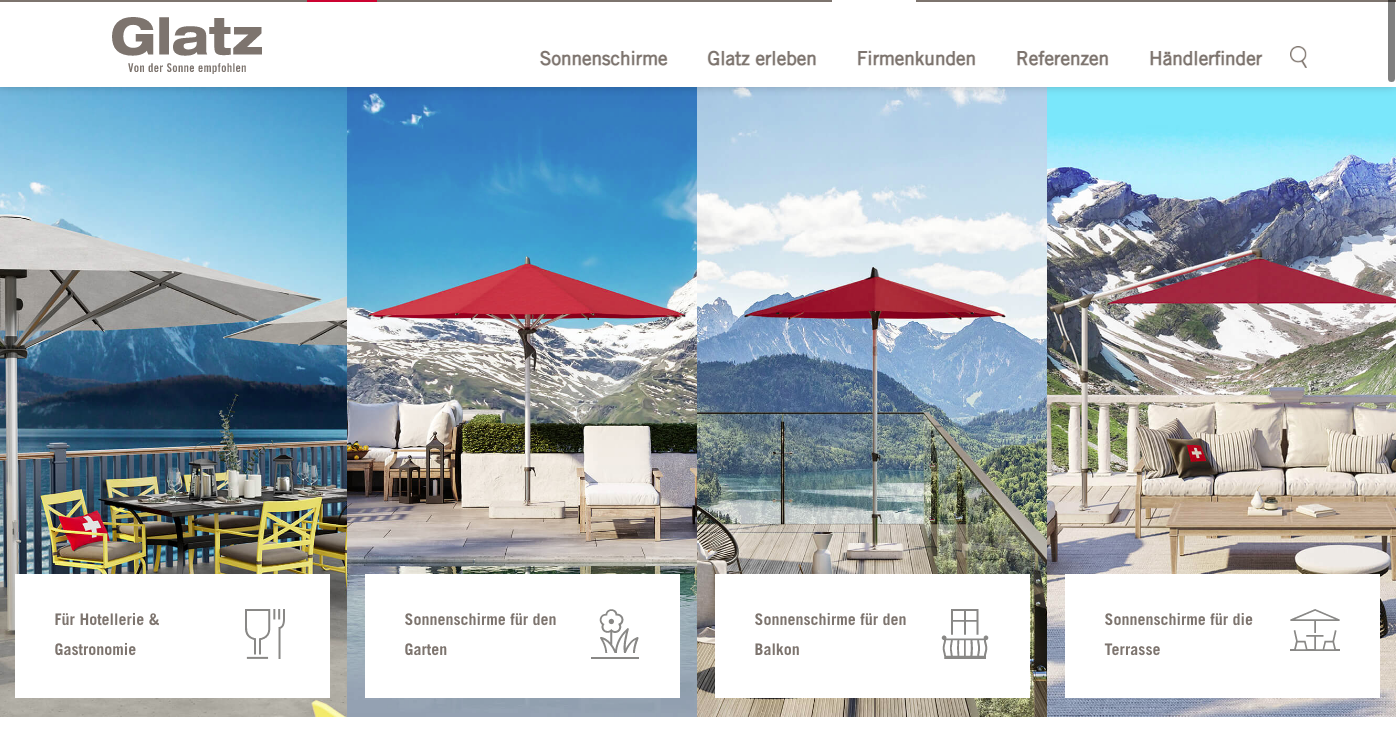 Glatz
Von der Sonne empfohlen
Sonnenschirme
Glatz erleben
Firmenkunden
Referenzen
Händlerfinder
Für Hotellerie &
Gastronomie
Sonnenschirme für den
Garten
Sonnenschirme für den
Balkon
Sonnenschirme für die
Terrasse